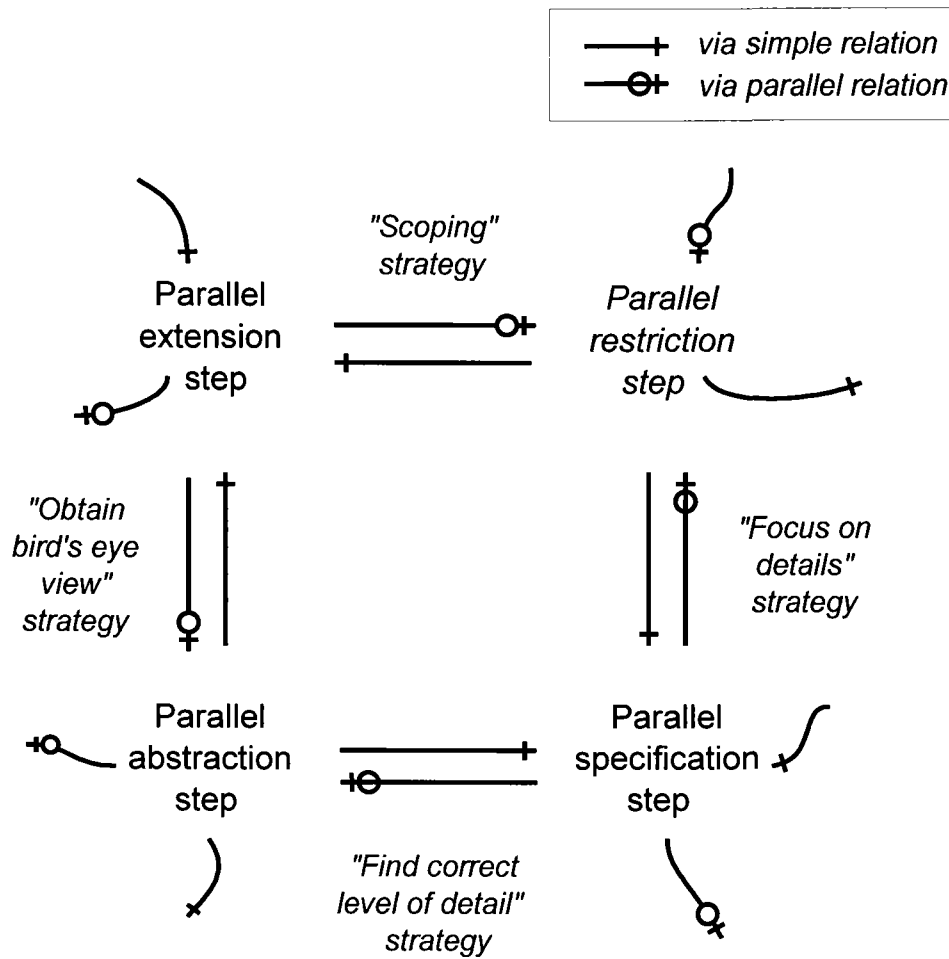 via simple relation
via parallel relation
"Scoping"
strategy
Parallel
extension
step
Parallel
restriction
step
"Obtain
bird's eye
view"
strategy
"Focus on
details"
strategy
Parallel
abstraction
step
Parallel
specification
step
"Find correct
level of detail"
strategy